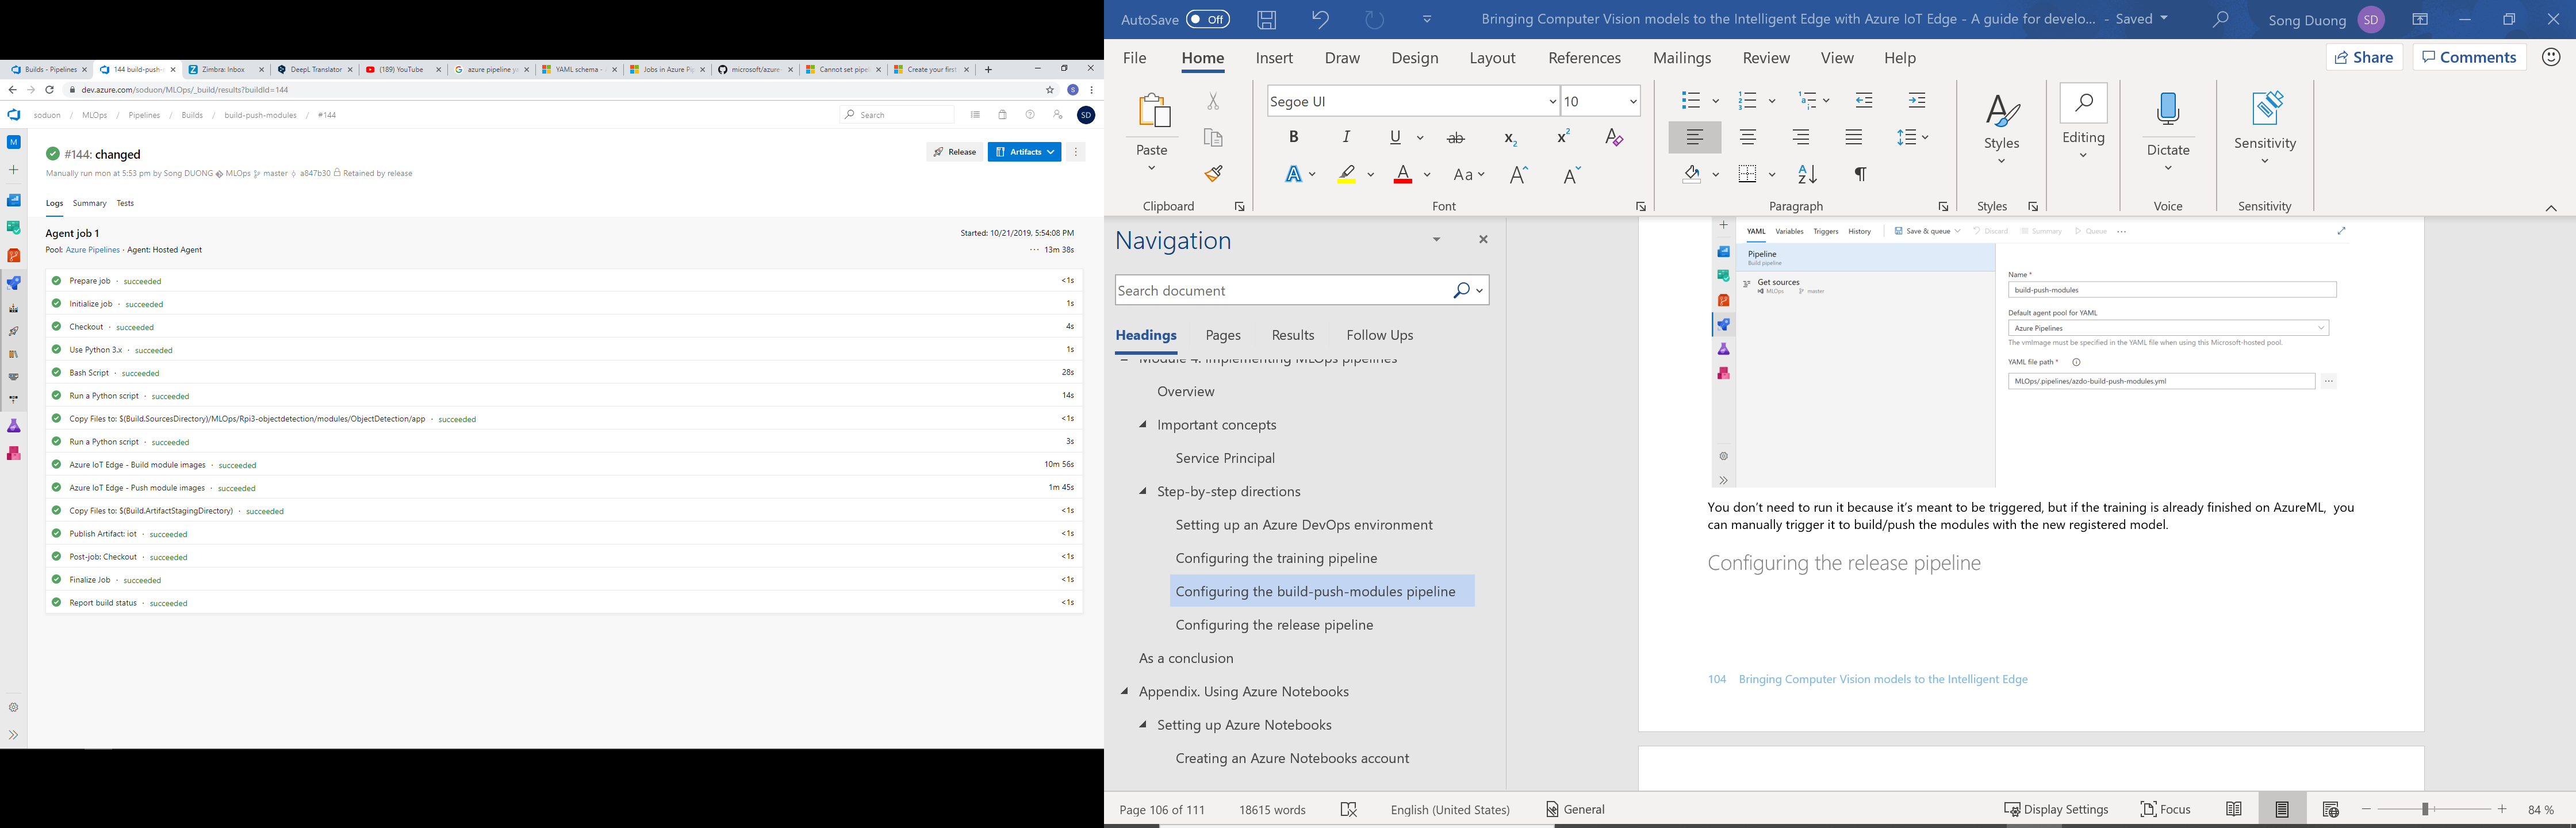 Builds - Pipelines
144 build-push-
Zimbra: Inbox
DeepL Translator
(189) YouTube
azure pipeline ya
YAML schema -
Jobs in Azure Pip
microsoft/azure
Cannot set pipel
Create your first
dev.azure.com/soduon/MLOps/_build/results?buildId=144
S
soduon / MLOps / Pipelines / Builds / build-push-modules / #144
Search
SD
M
#144: changed
Release
Artifacts
Manually run mon at 5:53 pm by Song DUONG MLOps master a847b30 Retained by release
Logs Summary Tests
Agent job 1
Started: 10/21/2019, 5:54:08 PM
Pool: Azure Pipelines · Agent: Hosted Agent
··· 13m 38s
Prepare job · succeeded <1s
Initialize job · succeeded 1s
Checkout · succeeded 4s
Use Python 3.x · succeeded 1s
Bash Script · succeeded 28s
Run a Python script · succeeded 14s
Copy Files to: $(Build.SourcesDirectory)/MLOps/Rpi3-objectdetection/modules/ObjectDetection/app · succeeded <1s
Run a Python script · succeeded 3s
Azure IoT Edge - Build module images · succeeded 10m 56s
Azure IoT Edge - Push module images · succeeded 1m 45s
Copy Files to: $(Build.ArtifactStagingDirectory) · succeeded <1s
Publish Artifact: iot · succeeded <1s
Post-job: Checkout · succeeded <1s
Finalize Job · succeeded <1s
Report build status · succeeded <1s
AutoSave Off
Bringing Computer Vision models to the Intelligent Edge with Azure IoT Edge - A guide for develo... - Saved
Song Duong SD
File Home Insert Draw Design Layout References Mailings Review View Help
Share Comments
Paste
Clipboard
Segoe UI 10
B I U ab x₂ x² A
A A Aa A A
Font
Paragraph
Styles
Styles
Editing
Dictate
Voice
Sensitivity
Sensitivity
Navigation
Search document
Headings Pages Results Follow Ups
Module 4: Implementing MLOps pipelines
Overview
Important concepts
Service Principal
Step-by-step directions
Setting up an Azure DevOps environment
Configuring the training pipeline
Configuring the build-push-modules pipeline
Configuring the release pipeline
As a conclusion
Appendix. Using Azure Notebooks
Setting up Azure Notebooks
Creating an Azure Notebooks account
YAML Variables Triggers History Save & queue Discard Summary Queue ···
Pipeline
Build pipeline
Get sources
MLOps master
Name *
build-push-modules
Default agent pool for YAML
Azure Pipelines
The vmImage must be specified in the YAML file when using this Microsoft-hosted pool.
YAML file path *
MLOps/.pipelines/azdo-build-push-modules.yml
You don't need to run it because it's meant to be triggered, but if the training is already finished on AzureML, you
can manually trigger it to build/push the modules with the new registered model.
Configuring the release pipeline
104 Bringing Computer Vision models to the Intelligent Edge
Page 106 of 111 18615 words English (United States) General
Display Settings Focus 84 %